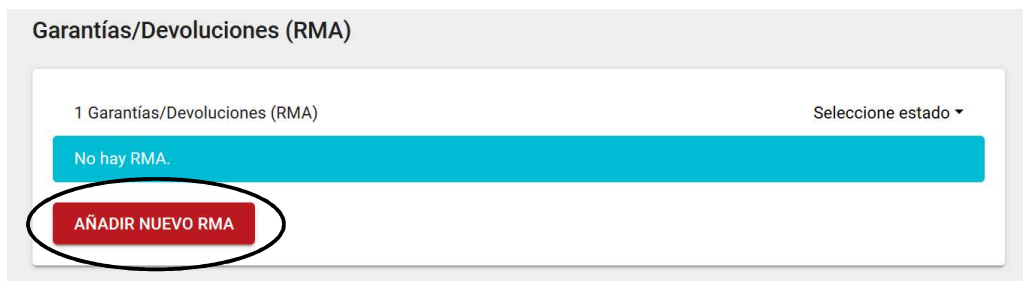 Garantías/Devoluciones (RMA)
1 Garantías/Devoluciones (RMA) Seleccione estado
No hay RMA.
AÑADIR NUEVO RMA